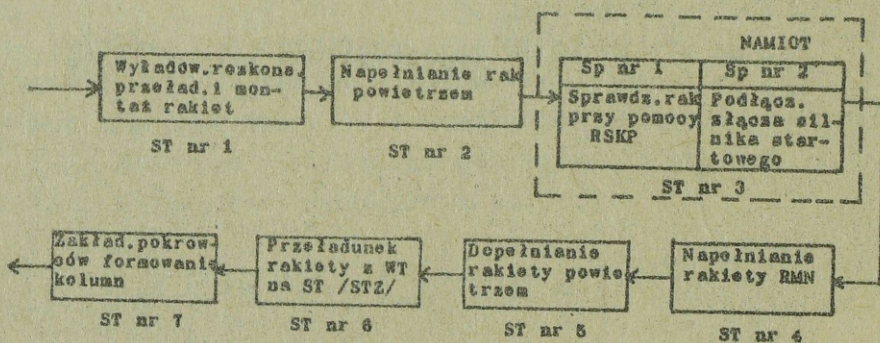 Wyładów.rozkons.
przeład.i mon-
taż rakiet
ST nr 1
Napełnianie rak
powietrzem
ST nr 2
NAMIOT
Sp nr 1
Sprawdz.rak
przy pomocy
RSKP
Sp nr 2
Podłącz.
złącza sil-
nika star-
towego
ST nr 3
Napełnianie
rakiety RMN
ST nr 4
Dopełnianie
rakiety powie
trzem
ST nr 5
Przeładunek
rakiety z WT
na ST /STZ/
ST nr 6
Zakład.pokrow-
ców formowanie
kolumn
ST nr 7